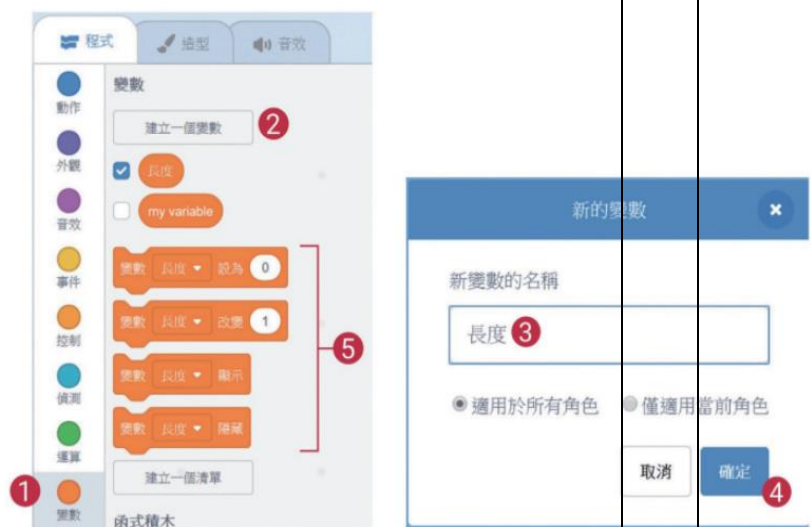 程式
造型
音效
動作
外觀
音效
事件
控制
偵測
運算
1
變數
變數
建立一個變數 2
長度
my variable
變數 長度 設為 0
變數 長度 改變 1
變數 長度 顯示
變數 長度 隱藏
5
建立一個清單
函式積木
新的變數
新變數的名稱
長度 3
適用於所有角色 僅適用當前角色
取消 確定 4